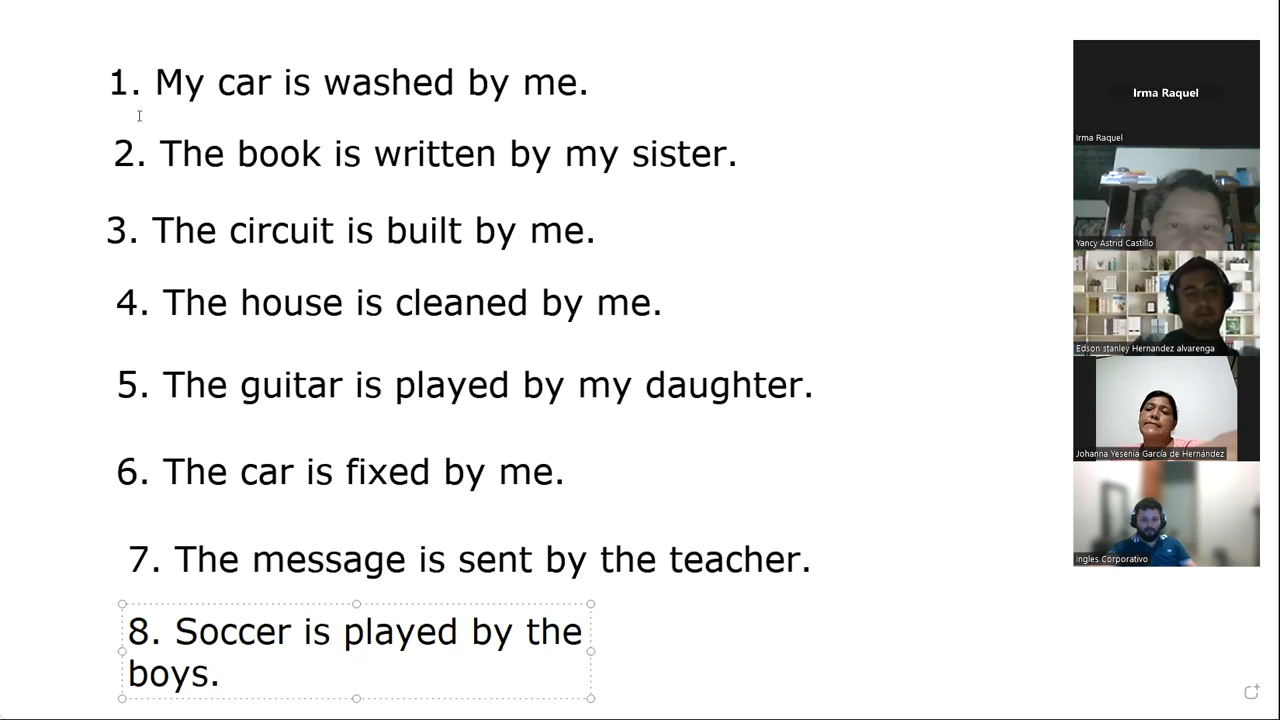 1. My car is washed by me.
2. The book is written by my sister.
3. The circuit is built by me.
4. The house is cleaned by me.
5. The guitar is played by my daughter.
6. The car is fixed by me.
7. The message is sent by the teacher.
8. Soccer is played by the
boys.
Irma Raquel
Irma Raquel
Yancy Astrid Castillo
Edson stanley Hernandez alvarenga
Johanna Yesenia García de Hernández
Ingles Corporativo